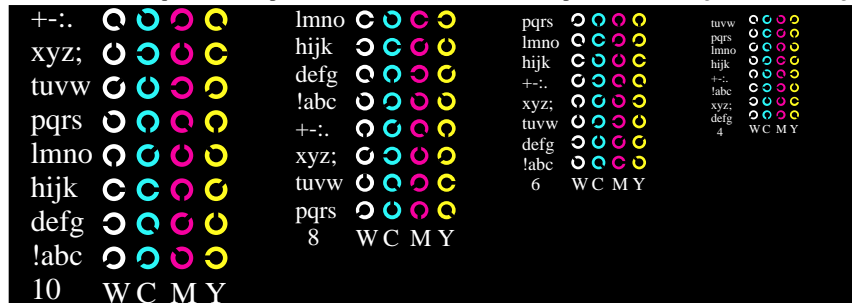 +-:.
xyz;
tuvw
pqrs
lmno
hijk
defg
!abc
10 W C M Y
lmno
hijk
defg
!abc
+-:.
xyz;
tuvw
pqrs
8 W C M Y
pqrs
lmno
hijk
+-:.
xyz;
tuvw
defg
!abc
6 W C M Y
tuvw
pqrs
lmno
hijk
+-:.
!abc
xyz;
defg
4 W C M Y